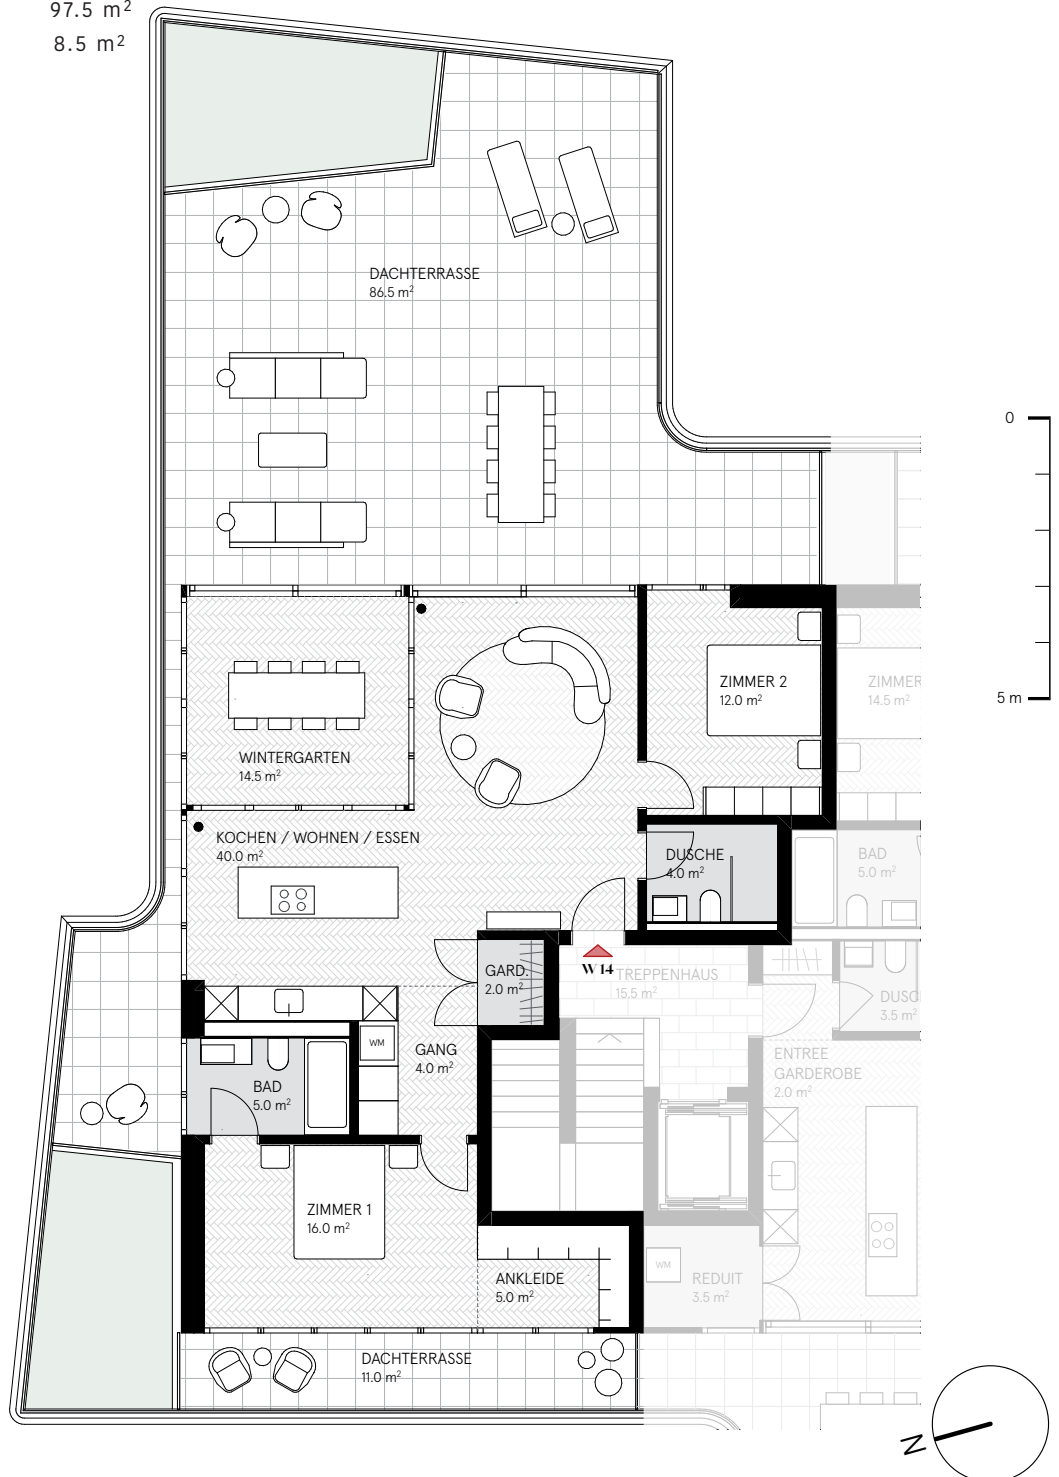 97.5 m²
8.5 m²
DACHTERRASSE
86.5 m²
0
5 m
ZIMMER 2
12.0 m²
ZIMMER
14.5 m²
WINTERGARTEN
14.5 m²
KOCHEN / WOHNEN / ESSEN
40.0 m²
DUSCHE
4.0 m²
BAD
5.0 m²
GARD.
2.0 m²
W14
TREPPENHAUS
15.5 m²
DUSC
3.5 m²
WM
GANG
4.0 m²
ENTREE
GARDEROBE
2.0 m²
BAD
5.0 m²
ZIMMER 1
16.0 m²
ANKLEIDE
5.0 m²
WM
REDUIT
3.5 m²
DACHTERRASSE
11.0 m²
N